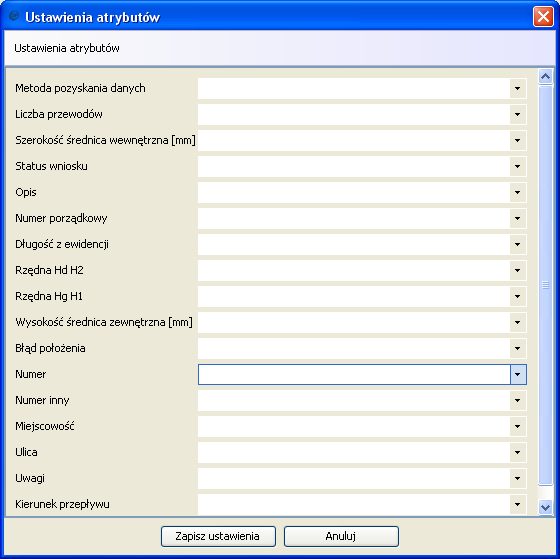 Ustawienia atrybutów
Ustawienia atrybutów
Metoda pozyskania danych
Liczba przewodów
Szerokość średnica wewnętrzna [mm]
Status wniosku
Opis
Numer porządkowy
Długość z ewidencji
Rzędna Hd H2
Rzędna Hg H1
Wysokość średnica zewnętrzna [mm]
Błąd położenia
Numer
Numer inny
Miejscowość
Ulica
Uwagi
Kierunek przepływu
Zapisz ustawienia Anuluj